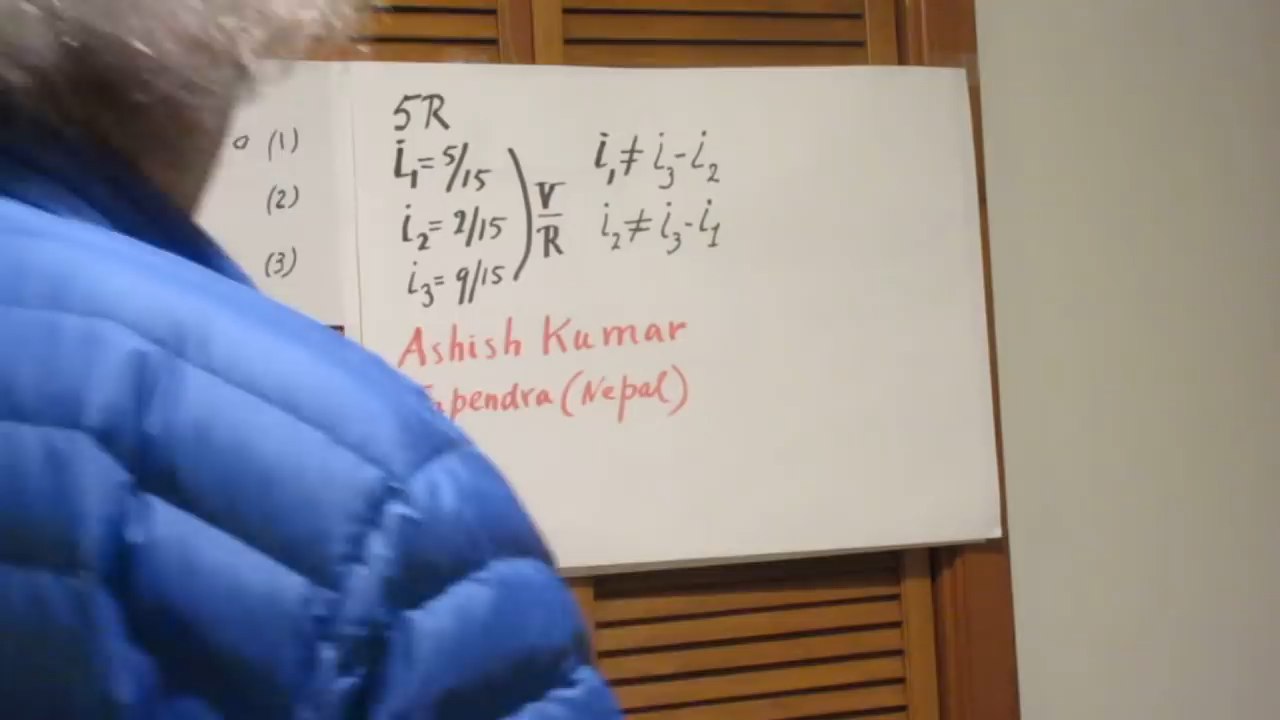 o (1)
(2)
(3)
5R
i₁= 5/15
i₂= 2/15
i₃= 9/15
V/R
i₁ ≠ i₃-i₂
i₂ ≠ i₃-i₁
Ashish Kumar
(Nepal)